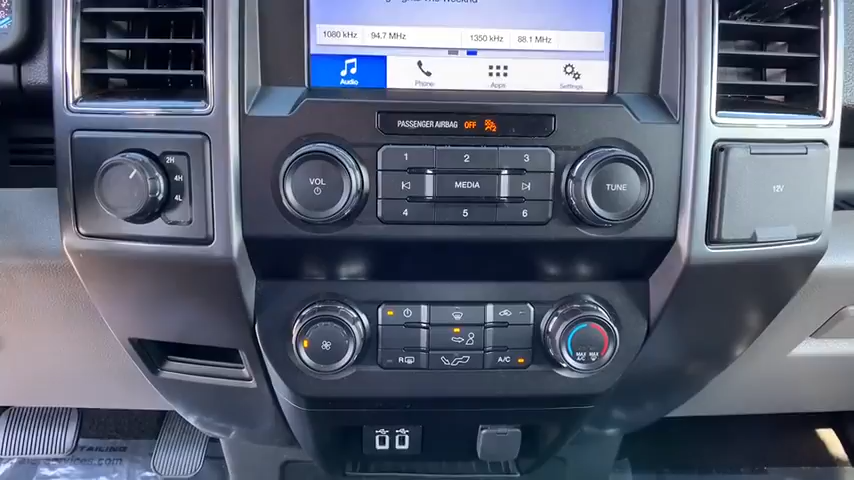 1080 kHz
94.7 MHZ
1350 kHz
88.1 MHZ
Audio
Phone
Apps
Settings
PASSENGER AIRBAG OFF
2H
4H
4L
VOL
1
2
3
MEDIA
4
5
6
TUNE
12V
R
A/C
MAX A/C
MAX